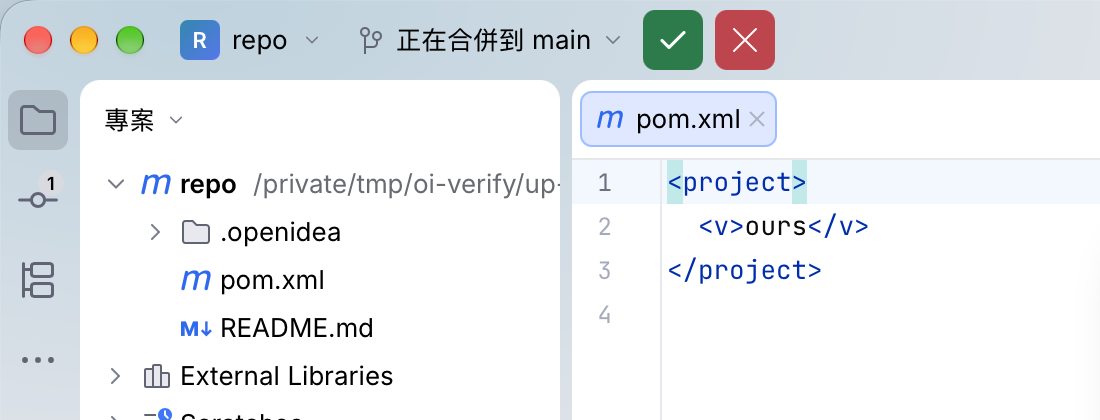 R repo 正在合併到 main
專案
pom.xml
1
repo /private/tmp/oi-verify/up-
.openidea
pom.xml
README.md
External Libraries
Scratches
1 <project>
2 <v>ours</v>
3 </project>
4